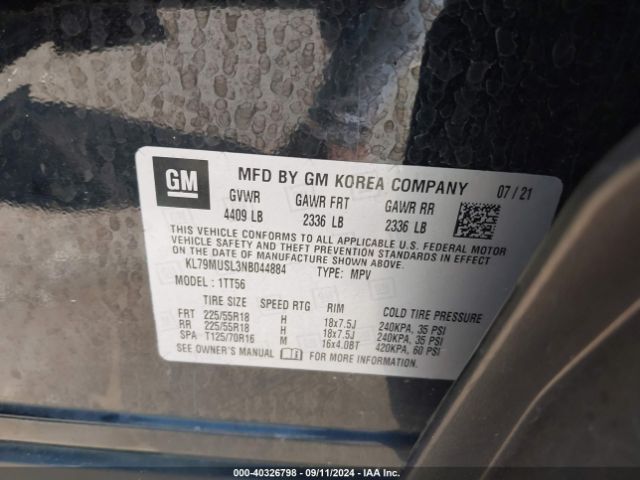 GM
MFD BY GM KOREA COMPANY 07/21
GVWR GAWR FRT GAWR RR
4409 LB 2336 LB 2336 LB
THIS VEHICLE CONFORMS TO ALL APPLICABLE U.S. FEDERAL MOTOR
VEHICLE SAFETY AND THEFT PREVENTION STANDARDS IN EFFECT
ON THE DATE OF MANUFACTURE SHOWN ABOVE.
KL79MUSL3NB044884 TYPE: MPV
MODEL : 1TT56
TIRE SIZE SPEED RTG RIM COLD TIRE PRESSURE
FRT 225/55R18 H 18x7.5J 240KPA, 35 PSI
RR 225/55R18 H 18x7.5J 240KPA, 35 PSI
SPA T125/70R16 M 16x4.0BT 420KPA, 60 PSI
SEE OWNER'S MANUAL FOR MORE INFORMATION.
000-40326798 - 09/11/2024 - IAA Inc.